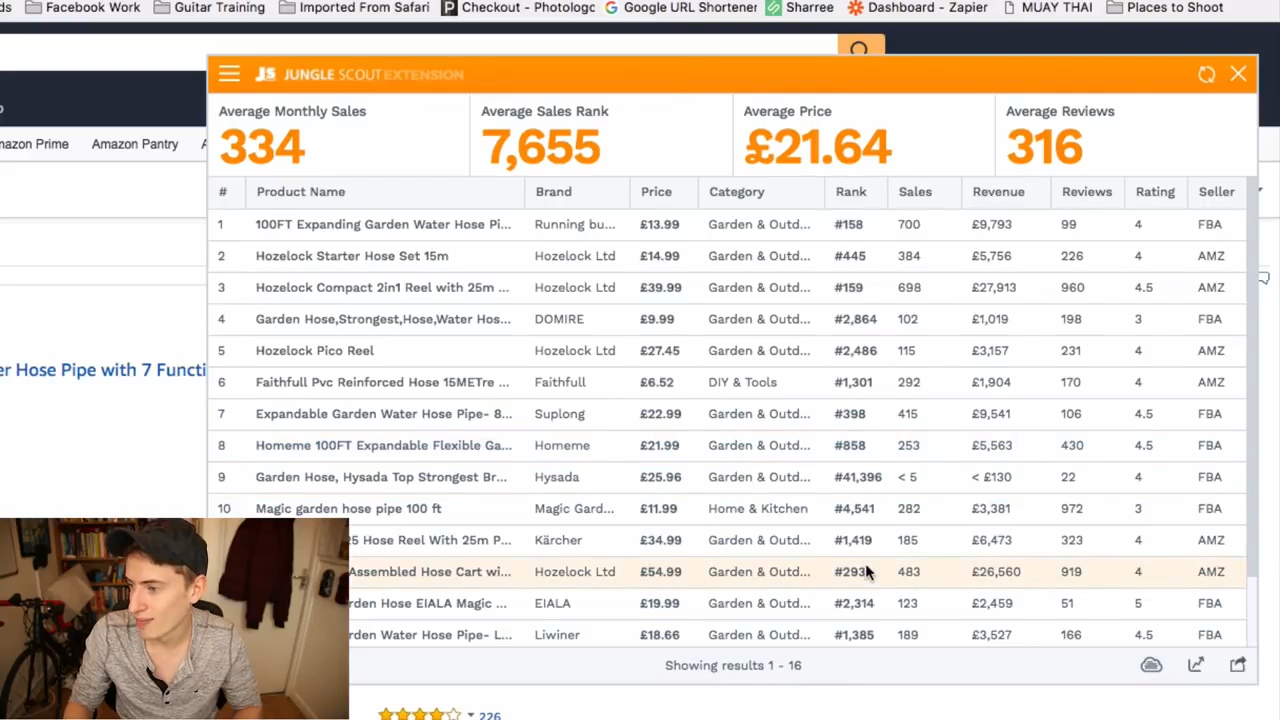 ds Facebook Work Guitar Training Imported From Safari Checkout - Photologc Google URL Shortener Sharree Dashboard - Zapier MUAY THAI Places to Shoot
JS JUNGLE SCOUT EXTENSION
Average Monthly Sales Average Sales Rank Average Price Average Reviews
334 7,655 £21.64 316
mazon Prime Amazon Pantry
# Product Name Brand Price Category Rank Sales Revenue Reviews Rating Seller
1 100FT Expanding Garden Water Hose Pi... Running bu... £13.99 Garden & Outd... #158 700 £9,793 99 4 FBA
2 Hozelock Starter Hose Set 15m Hozelock Ltd £14.99 Garden & Outd... #445 384 £5,756 226 4 AMZ
3 Hozelock Compact 2in1 Reel with 25m ... Hozelock Ltd £39.99 Garden & Outd... #159 698 £27,913 960 4.5 AMZ
4 Garden Hose,Strongest,Hose,Water Hos... DOMIRE £9.99 Garden & Outd... #2,864 102 £1,019 198 3 FBA
5 Hozelock Pico Reel Hozelock Ltd £27.45 Garden & Outd... #2,486 115 £3,157 231 4 AMZ
er Hose Pipe with 7 Functi
6 Faithfull Pvc Reinforced Hose 15METre ... Faithfull £6.52 DIY & Tools #1,301 292 £1,904 170 4 AMZ
7 Expandable Garden Water Hose Pipe- 8... Suplong £22.99 Garden & Outd... #398 415 £9,541 106 4.5 FBA
8 Homeme 100FT Expandable Flexible Ga... Homeme £21.99 Garden & Outd... #858 253 £5,563 430 4.5 FBA
9 Garden Hose, Hysada Top Strongest Br... Hysada £25.96 Garden & Outd... #41,396 < 5 < £130 22 4 FBA
10 Magic garden hose pipe 100 ft Magic Gard... £11.99 Home & Kitchen #4,541 282 £3,381 972 3 FBA
25 Hose Reel With 25m P... Kärcher £34.99 Garden & Outd... #1,419 185 £6,473 323 4 AMZ
Assembled Hose Cart wi... Hozelock Ltd £54.99 Garden & Outd... #293 483 £26,560 919 4 AMZ
rden Hose EIALA Magic ... EIALA £19.99 Garden & Outd... #2,314 123 £2,459 51 5 FBA
rden Water Hose Pipe- L... Liwiner £18.66 Garden & Outd... #1,385 189 £3,527 166 4.5 FBA
Showing results 1 - 16
226